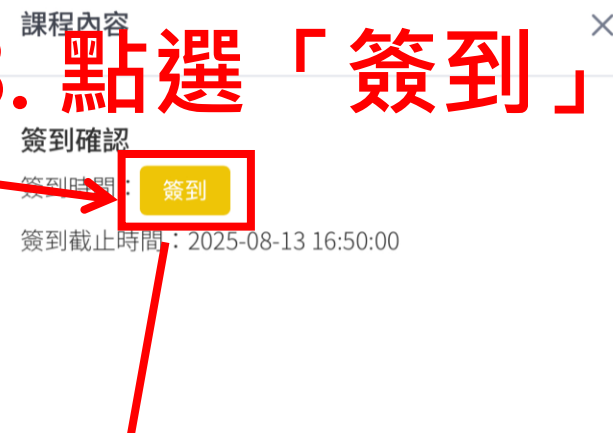 課程內容
3. 點選「簽到」
簽到確認
簽到時間：簽到
簽到截止時間：2025-08-13 16:50:00